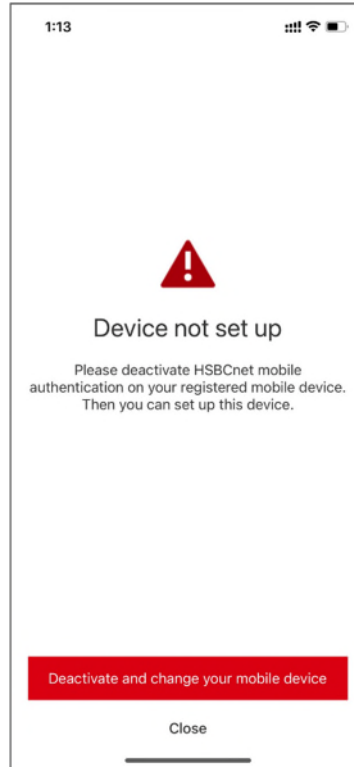 1:13
Device not set up
Please deactivate HSBCnet mobile
authentication on your registered mobile device.
Then you can set up this device.
Deactivate and change your mobile device
Close